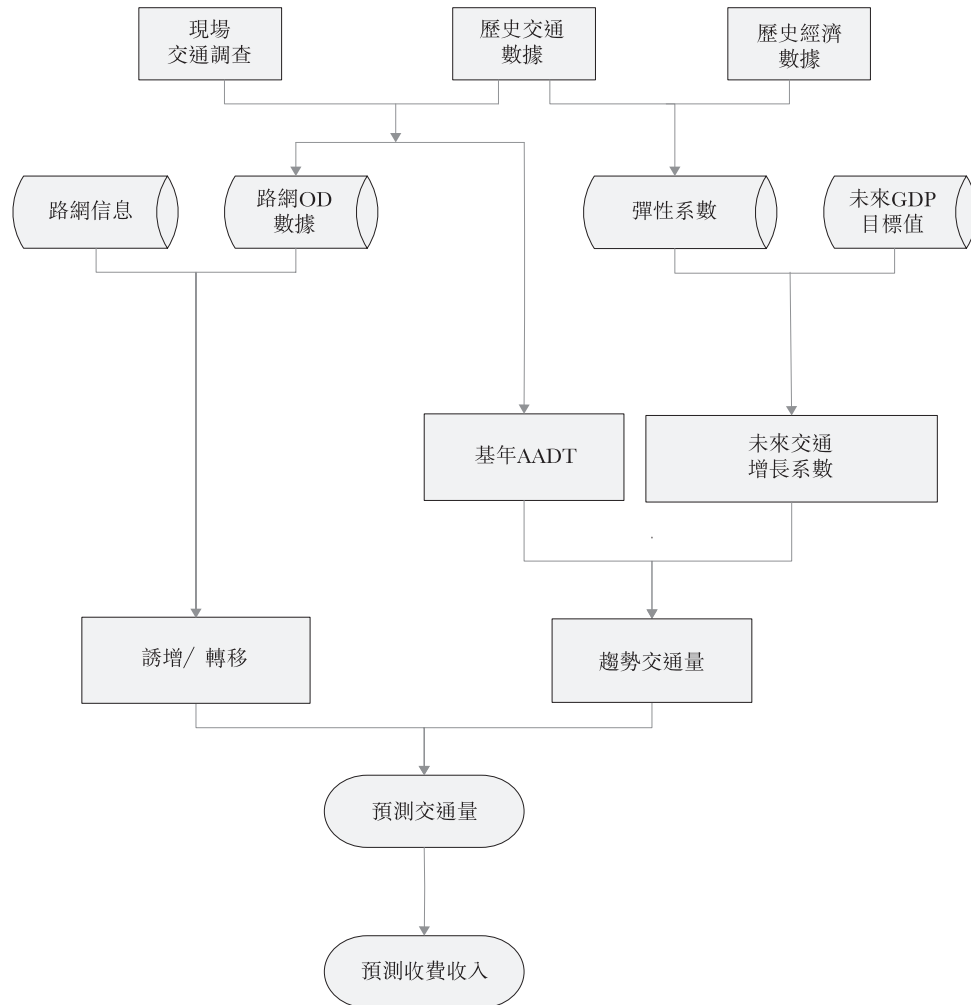 現場
交通調查
歷史交通
數據
歷史經濟
數據
路網信息
路網OD
數據
彈性系數
未來GDP
目標值
基年AADT
未來交通
增長系數
誘增/ 轉移
趨勢交通量
預測交通量
預測收費收入